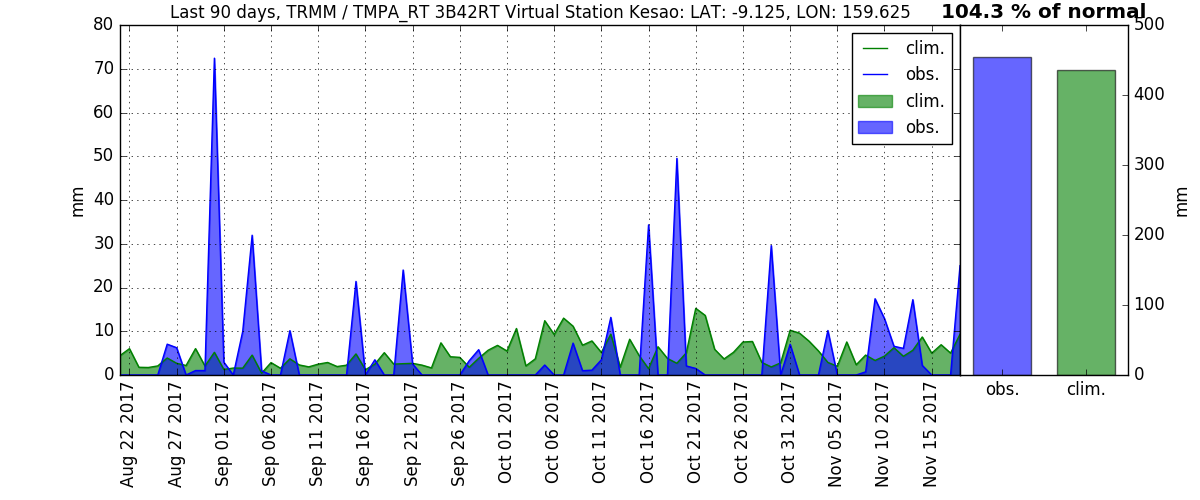 Last 90 days, TRMM / TMPA_RT 3B42RT Virtual Station Kesao: LAT: -9.125, LON: 159.625
104.3 % of normal
80
70
60
50
40
30
20
10
0
mm
clim.
obs.
clim.
obs.
500
400
300
200
100
0
mm
Aug 22 2017
Aug 27 2017
Sep 01 2017
Sep 06 2017
Sep 11 2017
Sep 16 2017
Sep 21 2017
Sep 26 2017
Oct 01 2017
Oct 06 2017
Oct 11 2017
Oct 16 2017
Oct 21 2017
Oct 26 2017
Oct 31 2017
Nov 05 2017
Nov 10 2017
Nov 15 2017
obs.
clim.